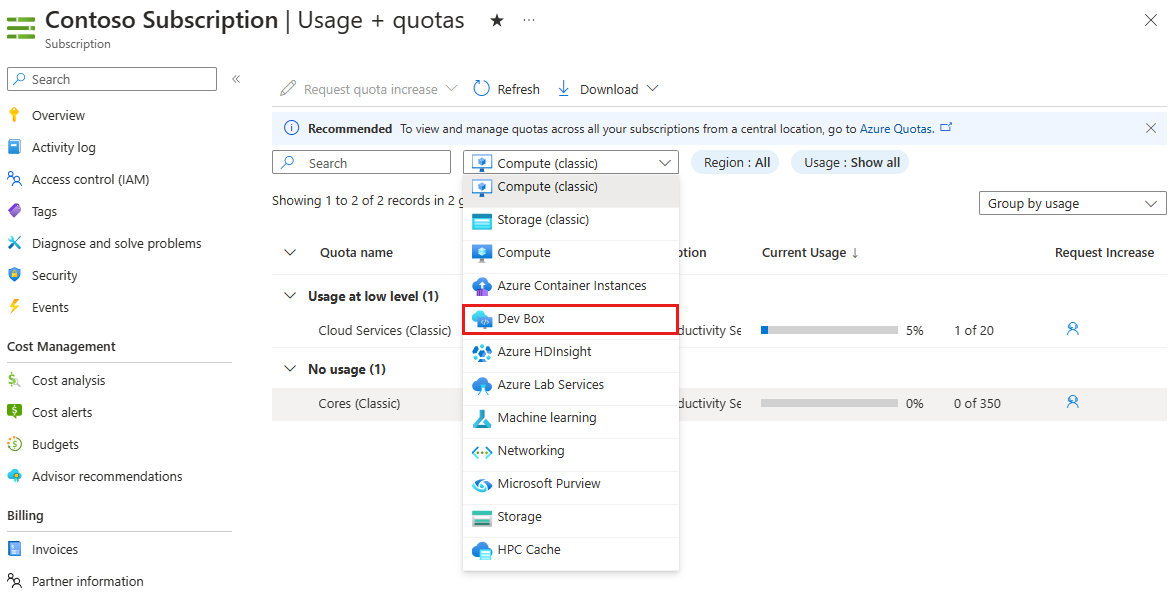 Contoso Subscription | Usage + quotas ★ ...
Subscription
Search «
Overview
Activity log
Access control (IAM)
Tags
Diagnose and solve problems
Security
Events
Cost Management
Cost analysis
Cost alerts
Budgets
Advisor recommendations
Billing
Invoices
Partner information
Request quota increase Refresh Download
Recommended To view and manage quotas across all your subscriptions from a central location, go to Azure Quotas.
Search Compute (classic) Region : All Usage : Show all
Showing 1 to 2 of 2 records in 2 g
Group by usage
Compute (classic)
Storage (classic)
Compute
Azure Container Instances
Dev Box
Azure HDInsight
Azure Lab Services
Machine learning
Networking
Microsoft Purview
Storage
HPC Cache
Quota name ption Current Usage ↓ Request Increase
Usage at low level (1)
Cloud Services (Classic) ductivity Se 5% 1 of 20
No usage (1)
Cores (Classic) ductivity Se 0% 0 of 350